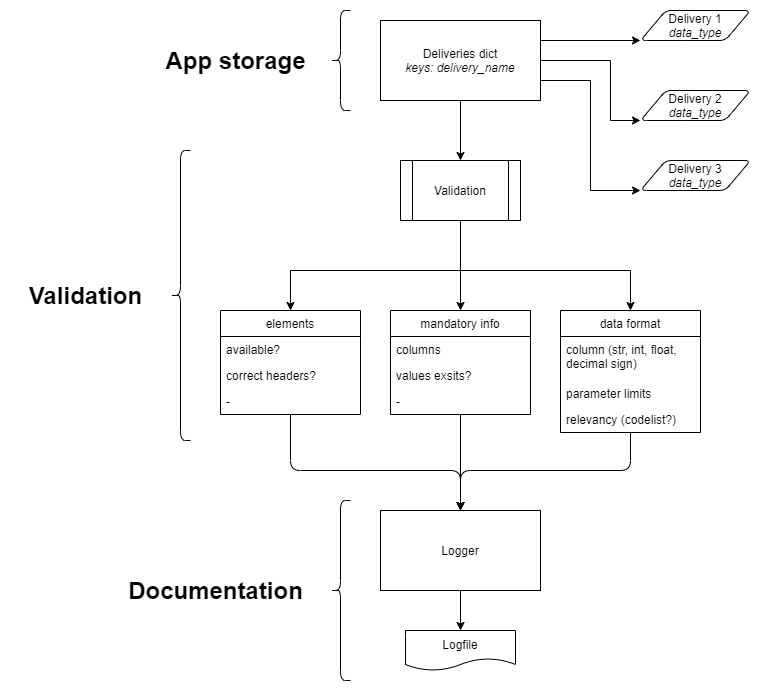 App storage
Deliveries dict
keys: delivery_name
Delivery 1
data_type
Delivery 2
data_type
Delivery 3
data_type
Validation
Validation
elements
available?
correct headers?
-
mandatory info
columns
values exsits?
-
data format
column (str, int, float,
decimal sign)
parameter limits
relevancy (codelist?)
Documentation
Logger
Logfile